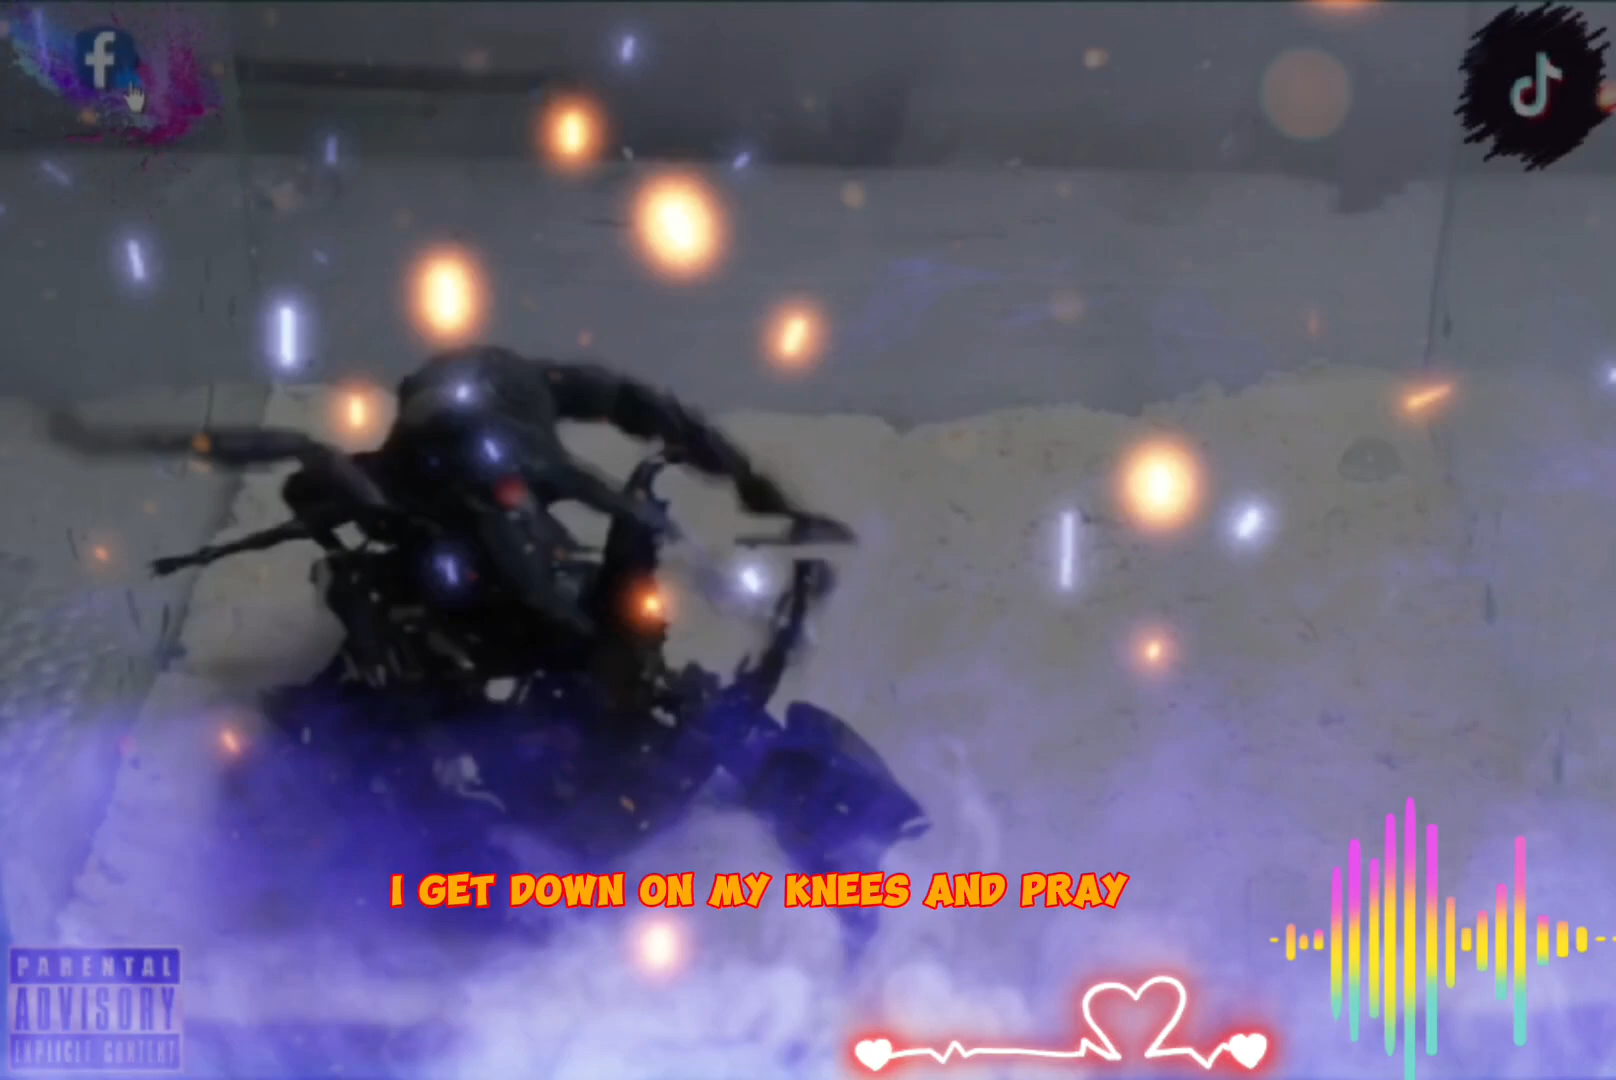 I GET DOWN ON MY KNEES AND PRAY
PARENTAL
ADVISORY
EXPLICIT CONTENT